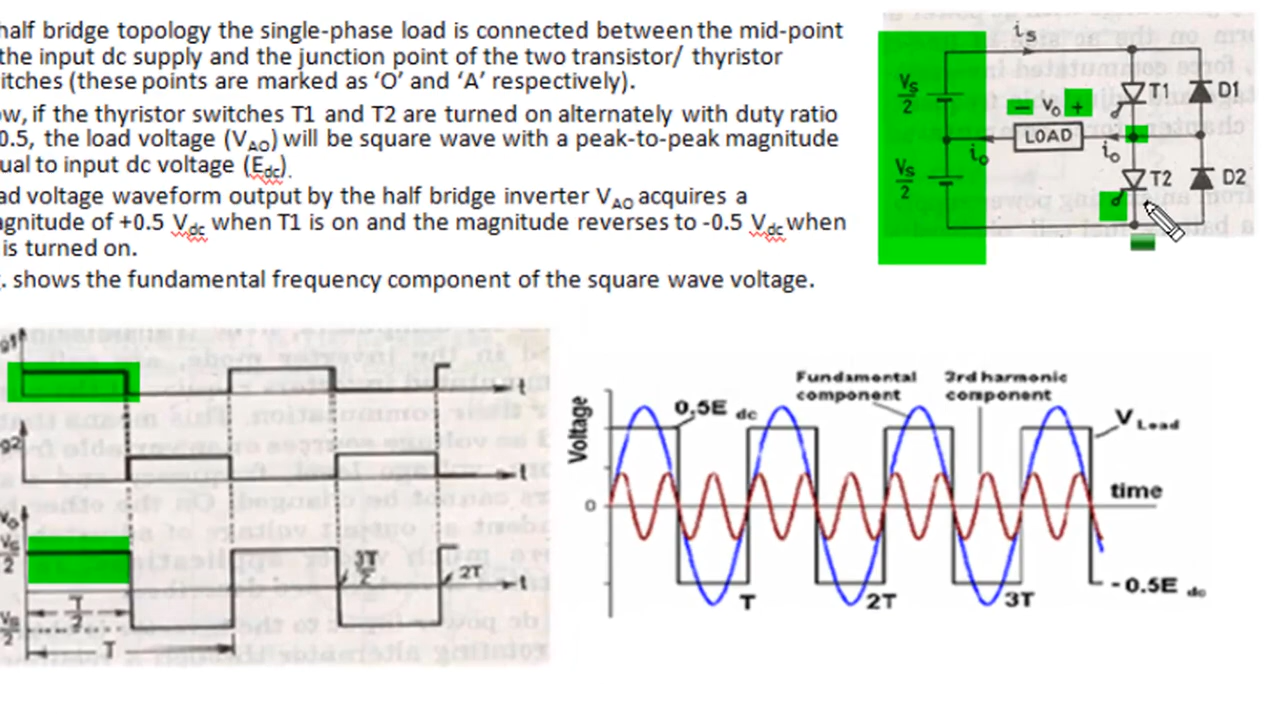 half bridge topology the single-phase load is connected between the mid-point
the input dc supply and the junction point of the two transistor/ thyristor
itches (these points are marked as 'O' and 'A' respectively).
ow, if the thyristor switches T1 and T2 are turned on alternately with duty ratio
0.5, the load voltage (VAO) will be square wave with a peak-to-peak magnitude
ual to input dc voltage (Edc).
ad voltage waveform output by the half bridge inverter VAO acquires a
agnitude of +0.5 Vdc when T1 is on and the magnitude reverses to -0.5 Vdc when
is turned on.
. shows the fundamental frequency component of the square wave voltage.
is
Vs
2
- Vo +
T1
D1
LOAD
io
io
Vs
2
T2
D2
g1
t
g2
t
Vo
Vs
2
3T
2
2T
t
T
2
Vs
2
T
Fundamental
component
3rd harmonic
component
Voltage
0,5E dc
VLoad
0
time
-0.5E dc
T
2T
3T